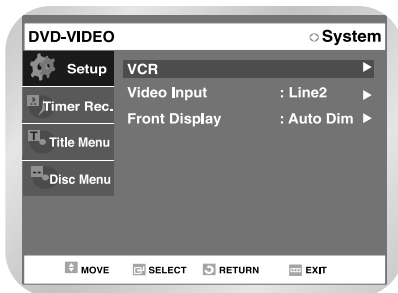 DVD-VIDEO System
Setup
Timer Rec.
Title Menu
Disc Menu
VCR
Video Input : Line2
Front Display : Auto Dim
MOVE SELECT RETURN EXIT